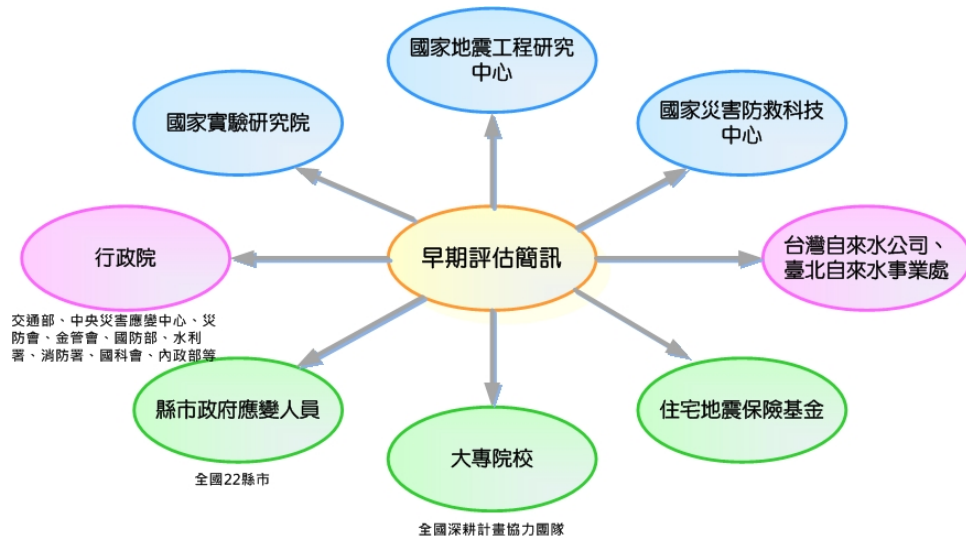 國家地震工程研究
中心
國家實驗研究院
國家災害防救科技
中心
行政院
早期評估簡訊
台灣自來水公司、
臺北自來水事業處
交通部、中央災害應變中心、災
防會、金管會、國防部、水利
署、消防署、國科會、內政部等
縣市政府應變人員
住宅地震保險基金
大專院校
全國22縣市
全國深耕計畫協力團隊